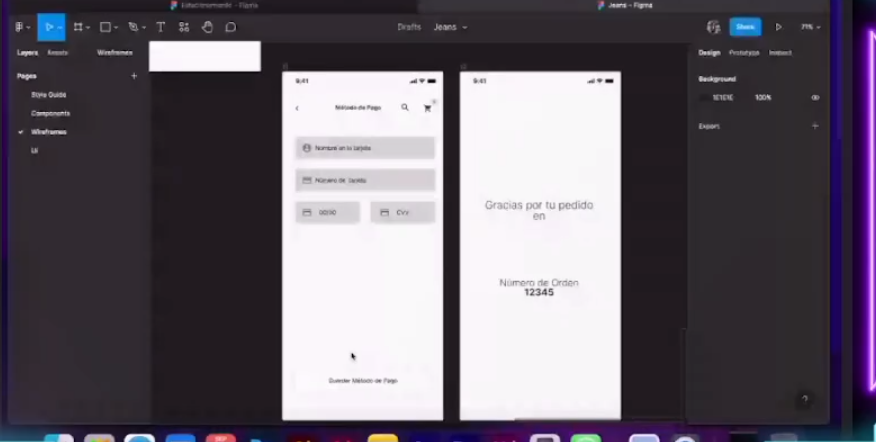 Estacionamiento - Figma
Jeans - Figma
Drafts Jeans
Share
71%
Layers Assets Wireframes
Design Prototype Inspect
Pages
Style Guide
Components
Wireframes
UI
Background
1E1E1E 100%
Export
9:41
Método de Pago
Nombre en la tarjeta
Número de Tarjeta
00/00
CVV
Guardar Método de Pago
9:41
Gracias por tu pedido
en
Número de Orden
12345
?